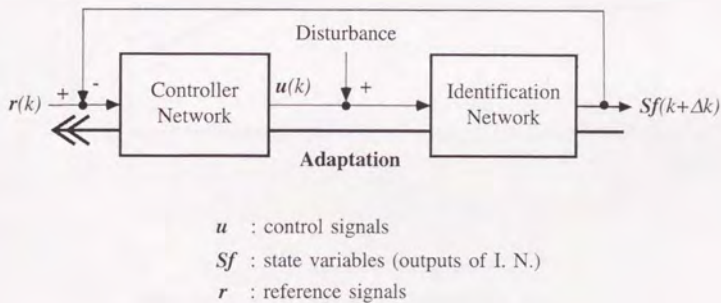 Disturbance
r(k)
+
-
Controller
Network
u(k)
+
Identification
Network
Sf(k+Δk)
Adaptation
u : control signals
Sf : state variables (outputs of I. N.)
r : reference signals